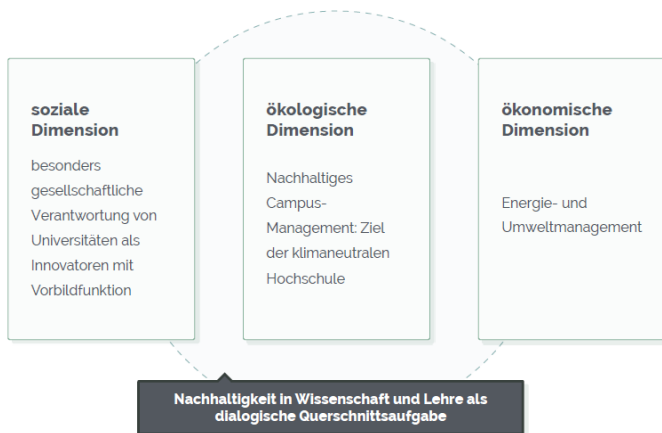 soziale
Dimension
besonders
gesellschaftliche
Verantwortung von
Universitäten als
Innovatoren mit
Vorbildfunktion
ökologische
Dimension
Nachhaltiges
Campus-
Management: Ziel
der klimaneutralen
Hochschule
ökonomische
Dimension
Energie- und
Umweltmanagement
Nachhaltigkeit in Wissenschaft und Lehre als
dialogische Querschnittsaufgabe